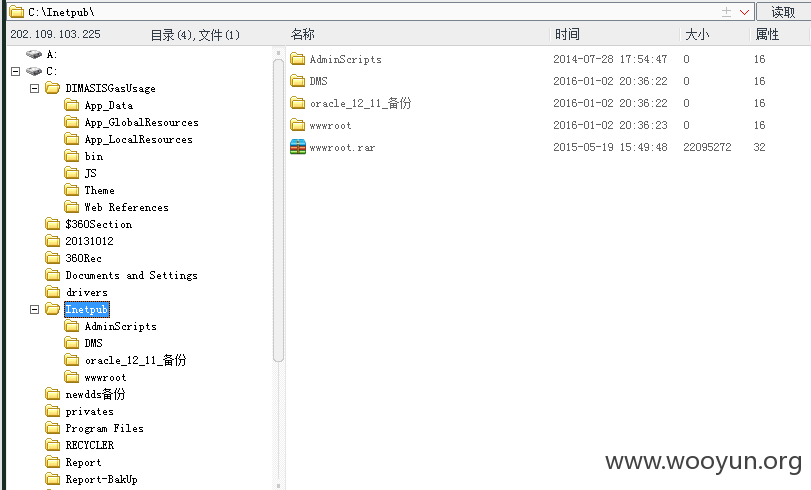 C:\Inetpub\ 读取
202.109.103.225 目录(4),文件(1) 名称 时间 大小 属性
A:
C:
DIMASISGasUsage
App_Data
App_GlobalResources
App_LocalResources
bin
JS
Theme
Web References
$360Section
20131012
360Rec
Documents and Settings
drivers
Inetpub
AdminScripts
DMS
oracle_12_11_备份
wwwroot
newdds备份
privates
Program Files
RECYCLER
Report
Report-BakUp
AdminScripts 2014-07-28 17:54:47 0 16
DMS 2016-01-02 20:36:22 0 16
oracle_12_11_备份 2016-01-02 20:36:22 0 16
wwwroot 2016-01-02 20:36:23 0 16
wwwroot.rar 2015-05-19 15:49:48 22095272 32
www.wooyun.org